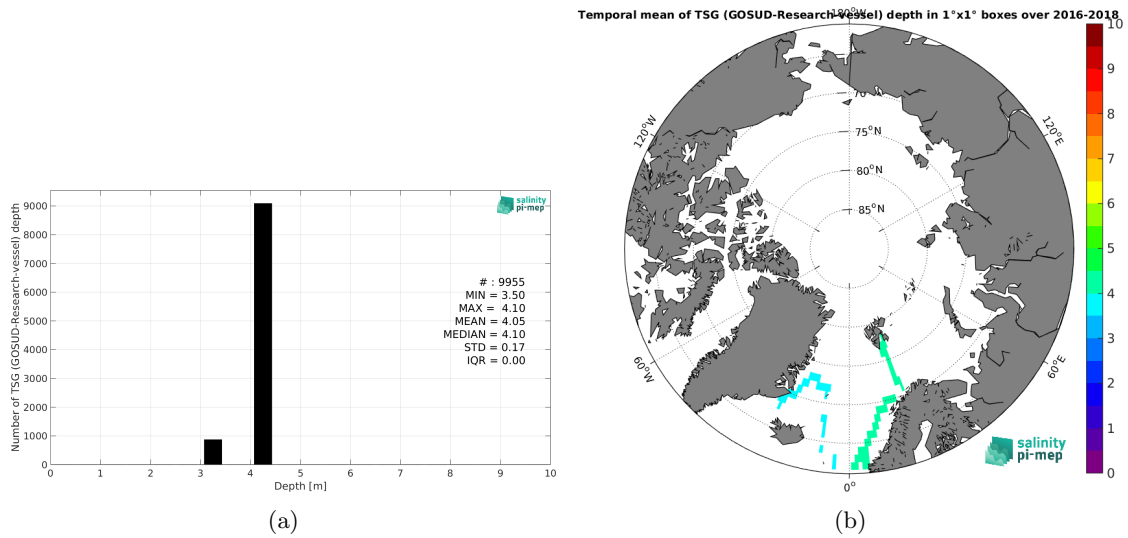 Number of TSG (GOSUD-Research-vessel) depth
9000
8000
7000
6000
5000
4000
3000
2000
1000
0
0 1 2 3 4 5 6 7 8 9 10
Depth [m]
salinity
pi-mep
# : 9955
MIN = 3.50
MAX = 4.10
MEAN = 4.05
MEDIAN = 4.10
STD = 0.17
IQR = 0.00
(a)
Temporal mean of TSG (GOSUD-Research-vessel) depth in 1°x1° boxes over 2016-2018
180°W
120°W
120°E
70
75°N
80°N
85°N
60°W
60°E
0°
salinity
pi-mep
10
9
8
7
6
5
4
3
2
1
0
(b)